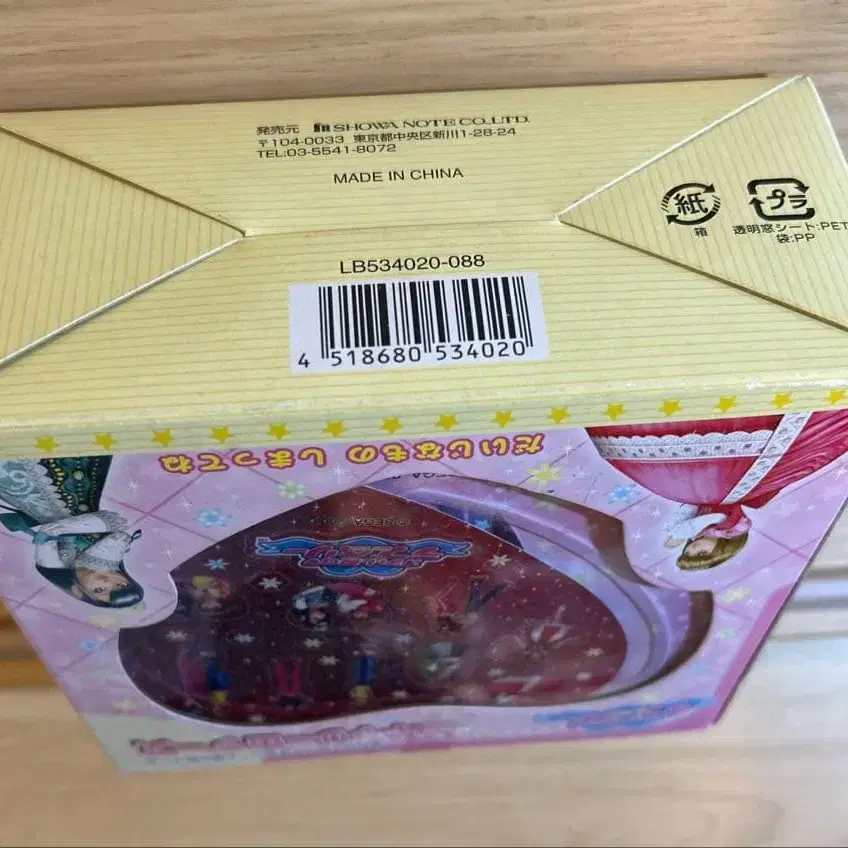 発売元 SHOWA NOTE CO.,LTD.
〒104-0033 東京都中央区新川1-28-24
TEL:03-5541-8072
MADE IN CHINA
紙
箱
プラ
透明窓シート:PET
袋:PP
LB534020-088
4 518680 534020
だいじなもの しまってね